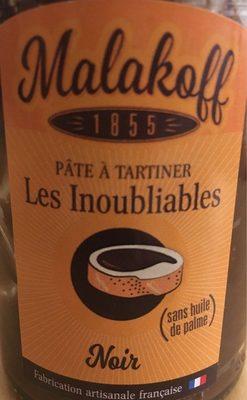 Malakoff
1855
PÂTE À TARTINER
Les Inoubliables
(sans huile
de palme)
Noir
Fabrication artisanale française